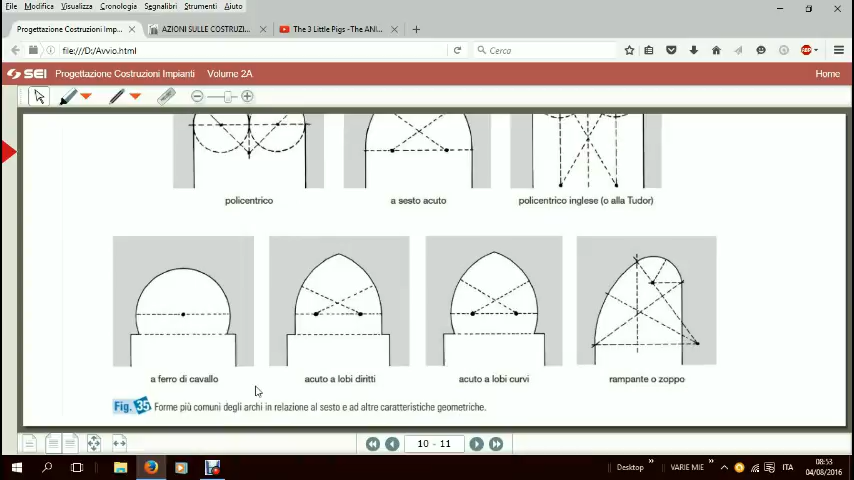 File Modifica Visualizza Cronologia Segnalibri Strumenti Aiuto
Progettazione Costruzioni Imp... AZIONI SULLE COSTRUZI... The 3 Little Pigs -The ANI...
file:///D:/Avvio.html Cerca ABP
SEI Progettazione Costruzioni Impianti Volume 2A Home
policentrico a sesto acuto policentrico inglese (o alla Tudor)
a ferro di cavallo acuto a lobi diritti acuto a lobi curvi rampante o zoppo
Fig. 35 Forme più comuni degli archi in relazione al sesto e ad altre caratteristiche geometriche.
10 - 11
Desktop VARIE MIE ITA 08:53
04/08/2016